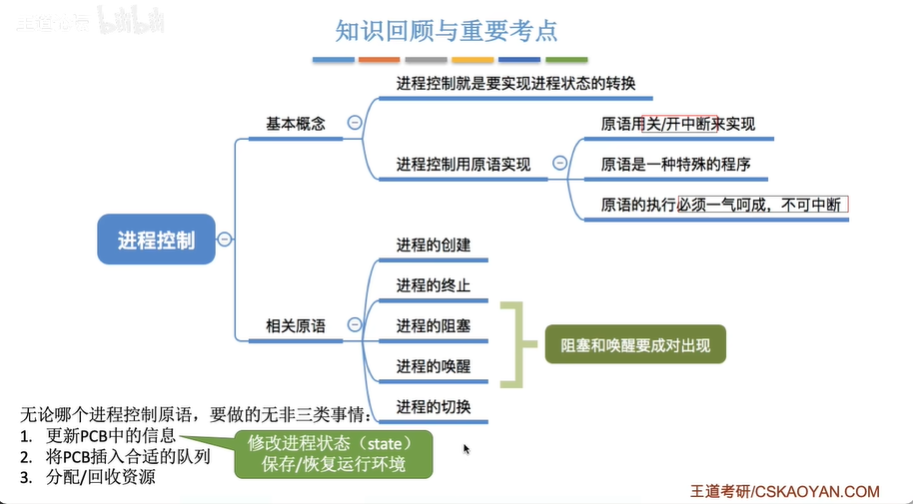 王道论坛 bilibili
知识回顾与重要考点
进程控制就是要实现进程状态的转换
基本概念
原语用关/开中断来实现
进程控制用原语实现
原语是一种特殊的程序
原语的执行必须一气呵成，不可中断
进程控制
进程的创建
进程的终止
相关原语
进程的阻塞
阻塞和唤醒要成对出现
进程的唤醒
进程的切换
无论哪个进程控制原语，要做的无非三类事情：
1. 更新PCB中的信息
2. 将PCB插入合适的队列
3. 分配/回收资源
修改进程状态（state）
保存/恢复运行环境
王道考研/CSKAOYAN.COM